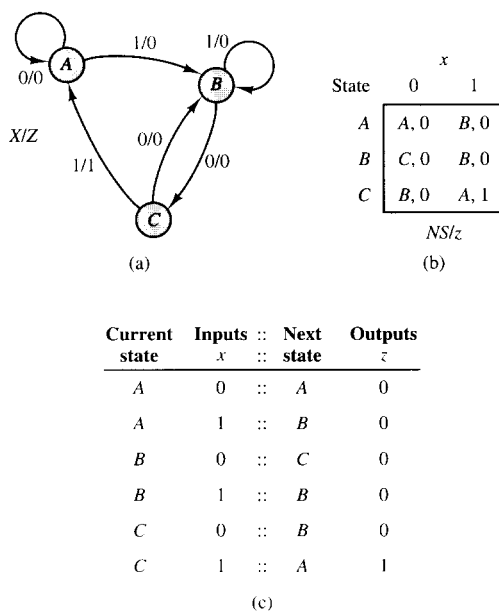 A
0/0
1/0
1/0
B
X/Z
0/0
0/0
1/1
C
(a)
x
State 0 1
A A, 0 B, 0
B C, 0 B, 0
C B, 0 A, 1
NS/z
(b)
Current Inputs :: Next Outputs
state x :: state z
A 0 :: A 0
A 1 :: B 0
B 0 :: C 0
B 1 :: B 0
C 0 :: B 0
C 1 :: A 1
(c)